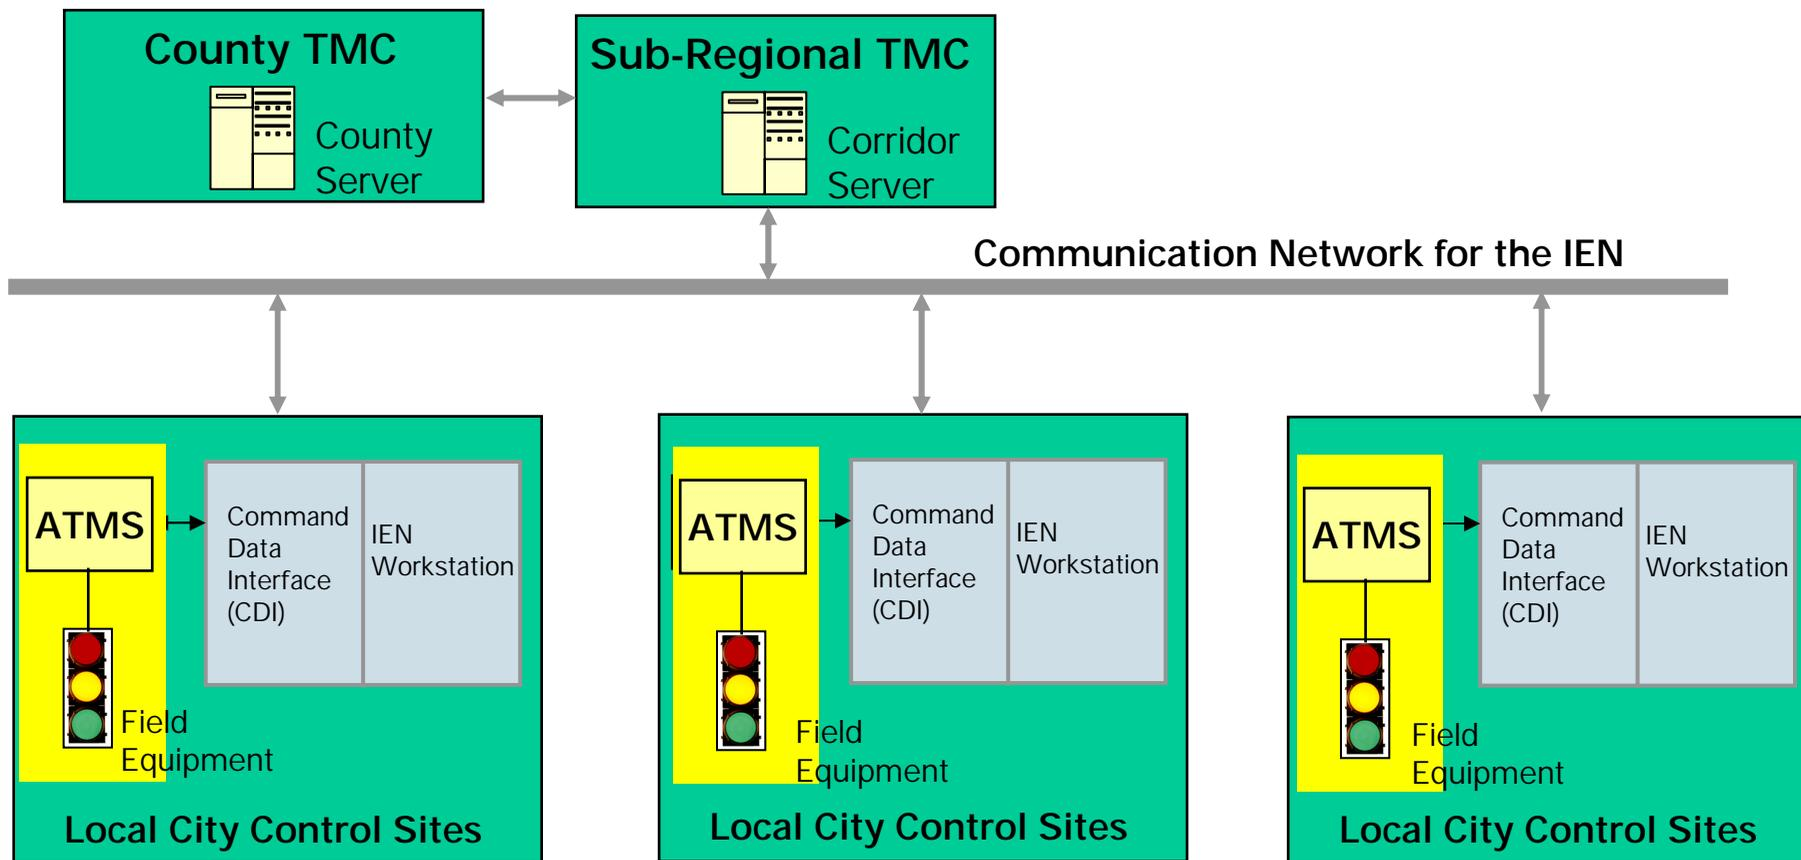 County TMC
County
Server
Sub-Regional TMC
Corridor
Server
Communication Network for the IEN
ATMS
Command
Data
Interface
(CDI)
IEN
Workstation
Field
Equipment
Local City Control Sites
ATMS
Command
Data
Interface
(CDI)
IEN
Workstation
Field
Equipment
Local City Control Sites
ATMS
Command
Data
Interface
(CDI)
IEN
Workstation
Field
Equipment
Local City Control Sites